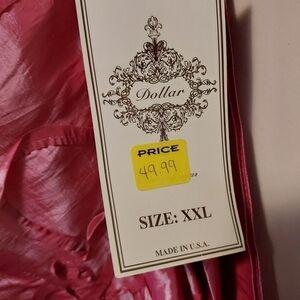 Dollar
PRICE
49.99
SIZE: XXL
MADE IN U.S.A.